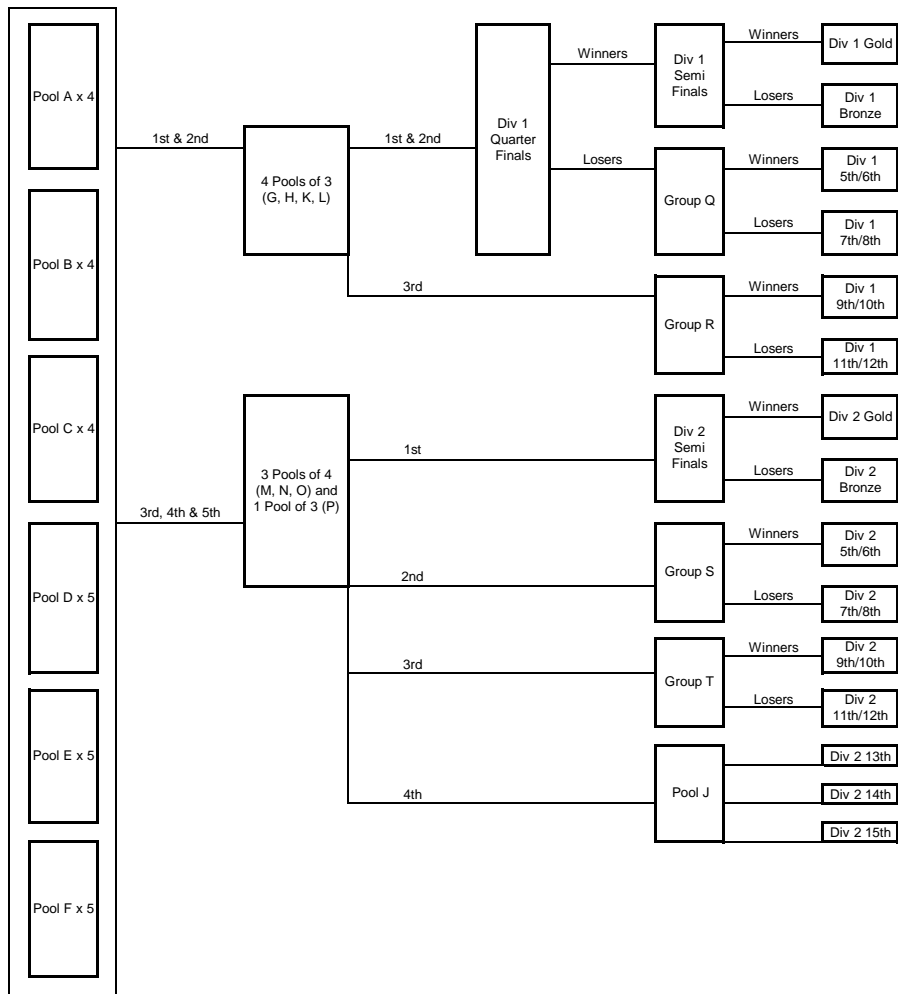 Pool A x 4
Pool B x 4
Pool C x 4
Pool D x 5
Pool E x 5
Pool F x 5
1st & 2nd
3rd, 4th & 5th
4 Pools of 3
(G, H, K, L)
1st & 2nd
3rd
Div 1
Quarter
Finals
Winners
Losers
Div 1
Semi
Finals
Winners
Losers
Div 1 Gold
Div 1
Bronze
Group Q
Winners
Losers
Div 1
5th/6th
Div 1
7th/8th
Group R
Winners
Losers
Div 1
9th/10th
Div 1
11th/12th
3 Pools of 4
(M, N, O) and
1 Pool of 3 (P)
1st
2nd
3rd
4th
Div 2
Semi
Finals
Winners
Losers
Div 2 Gold
Div 2
Bronze
Group S
Winners
Losers
Div 2
5th/6th
Div 2
7th/8th
Group T
Winners
Losers
Div 2
9th/10th
Div 2
11th/12th
Pool J
Div 2 13th
Div 2 14th
Div 2 15th